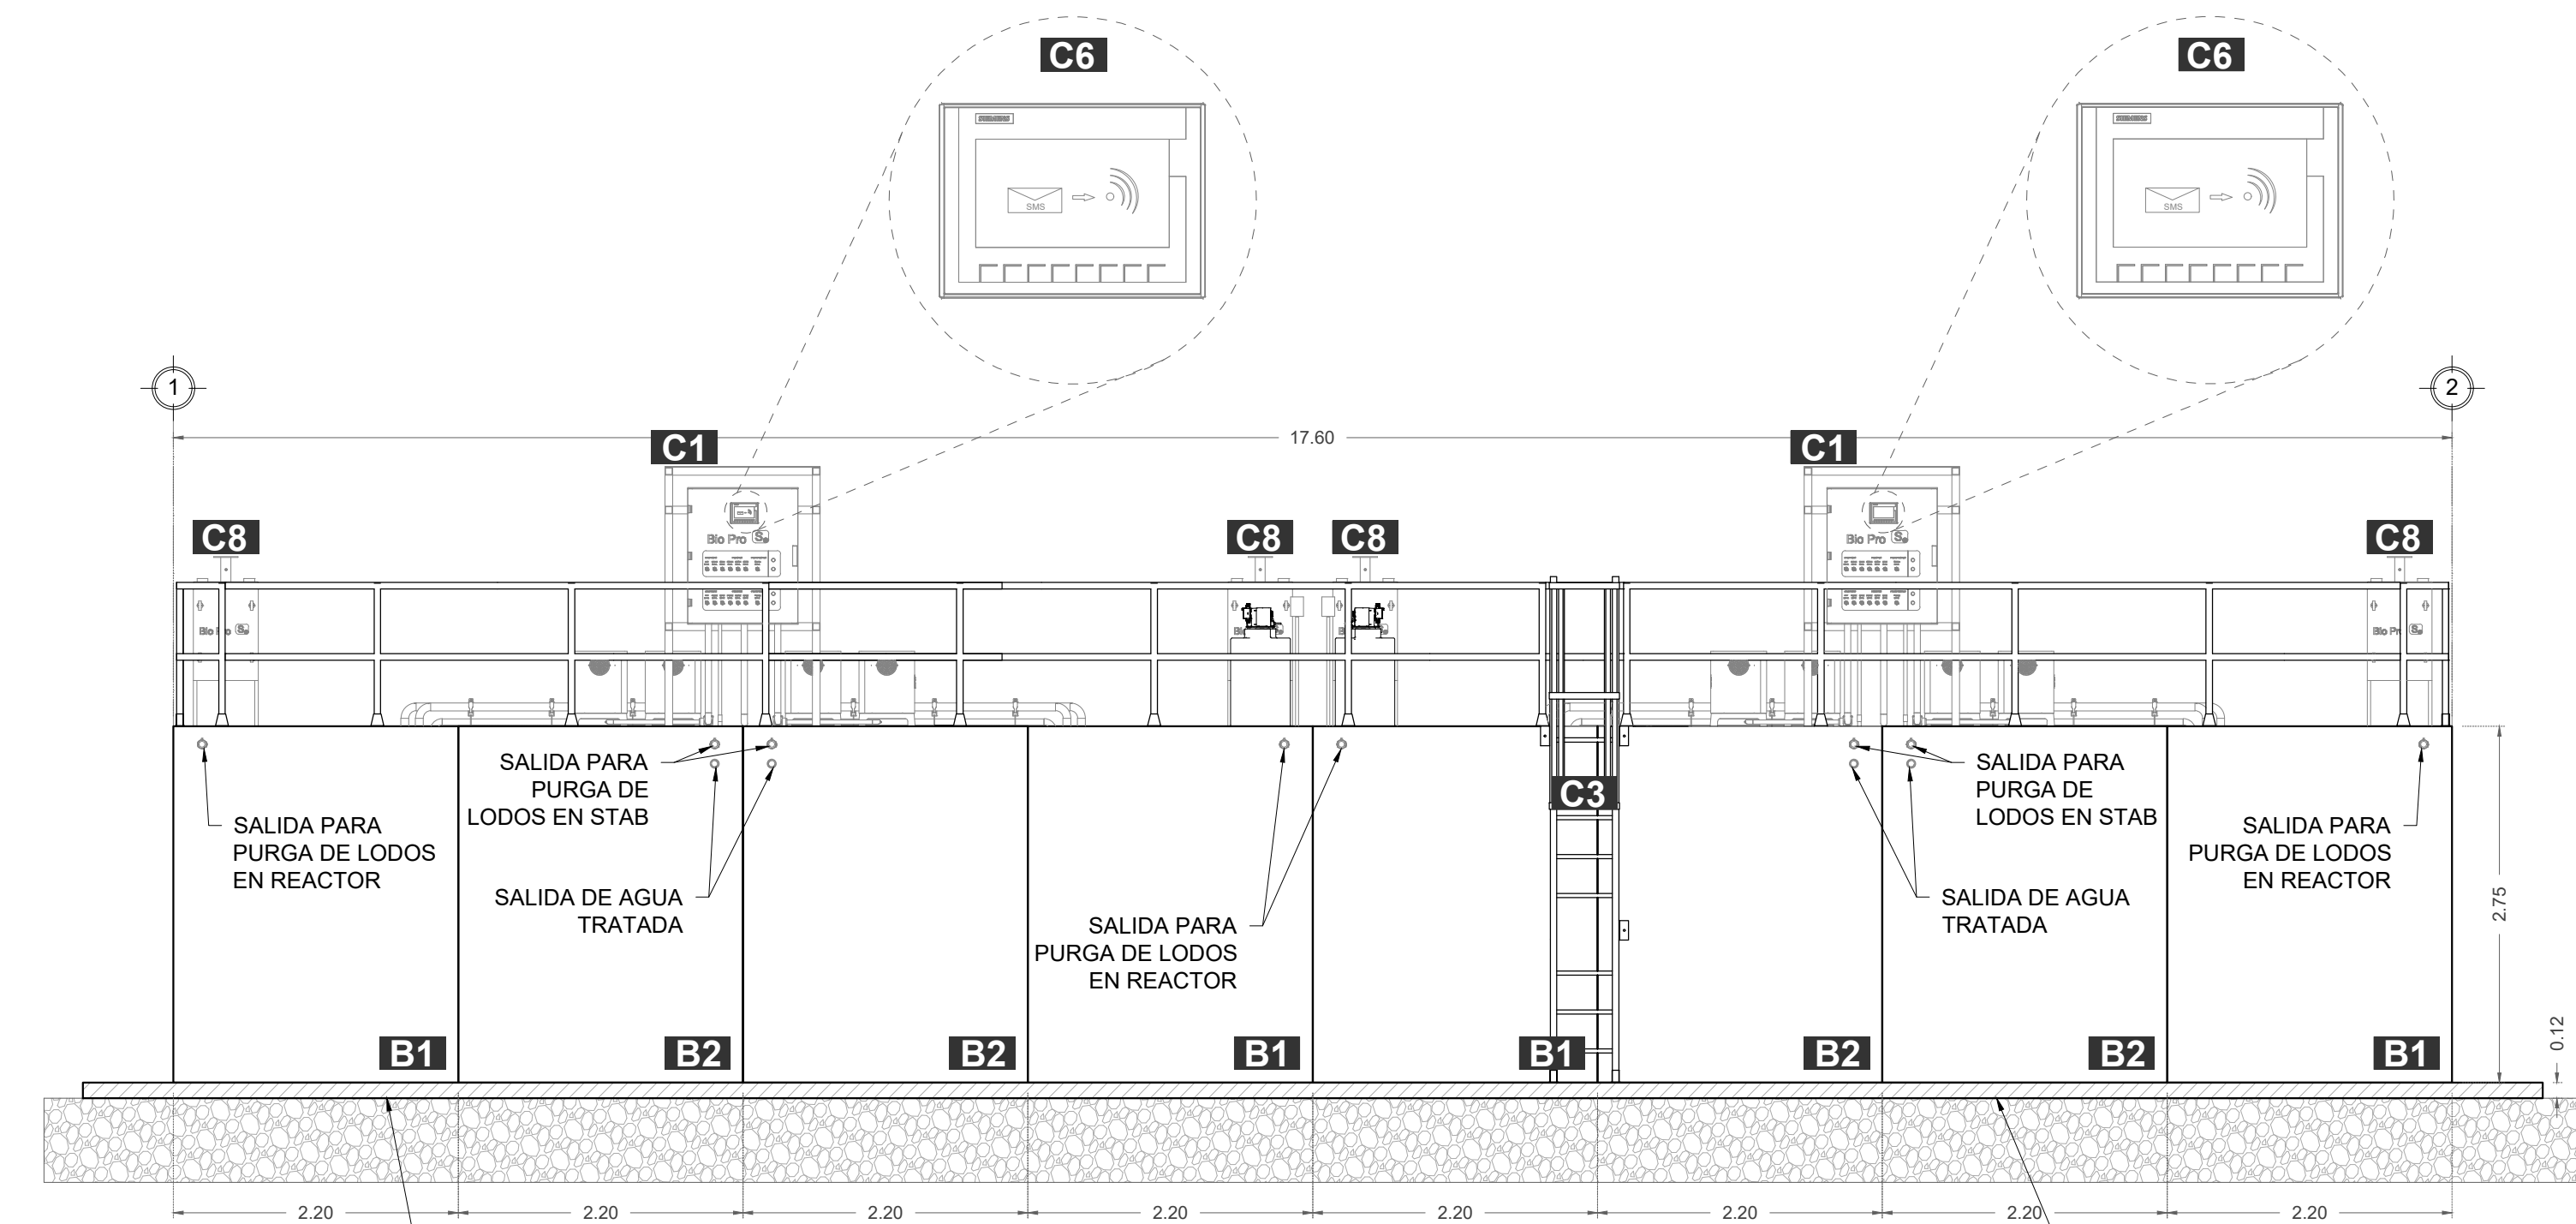 C6
C6
SIEMENS
SIEMENS
SMS
SMS
1
2
17.60
C1
C1
C8
C8
C8
C8
Bio Pro
Bio Pro
SALIDA PARA
PURGA DE
LODOS EN STAB
SALIDA PARA
PURGA DE
LODOS EN STAB
SALIDA PARA
PURGA DE LODOS
EN REACTOR
C3
SALIDA PARA
PURGA DE LODOS
EN REACTOR
SALIDA DE AGUA
TRATADA
SALIDA PARA
PURGA DE LODOS
EN REACTOR
SALIDA DE AGUA
TRATADA
2.75
0.12
B1
B2
B2
B1
B1
B2
B2
B1
2.20
2.20
2.20
2.20
2.20
2.20
2.20
2.20